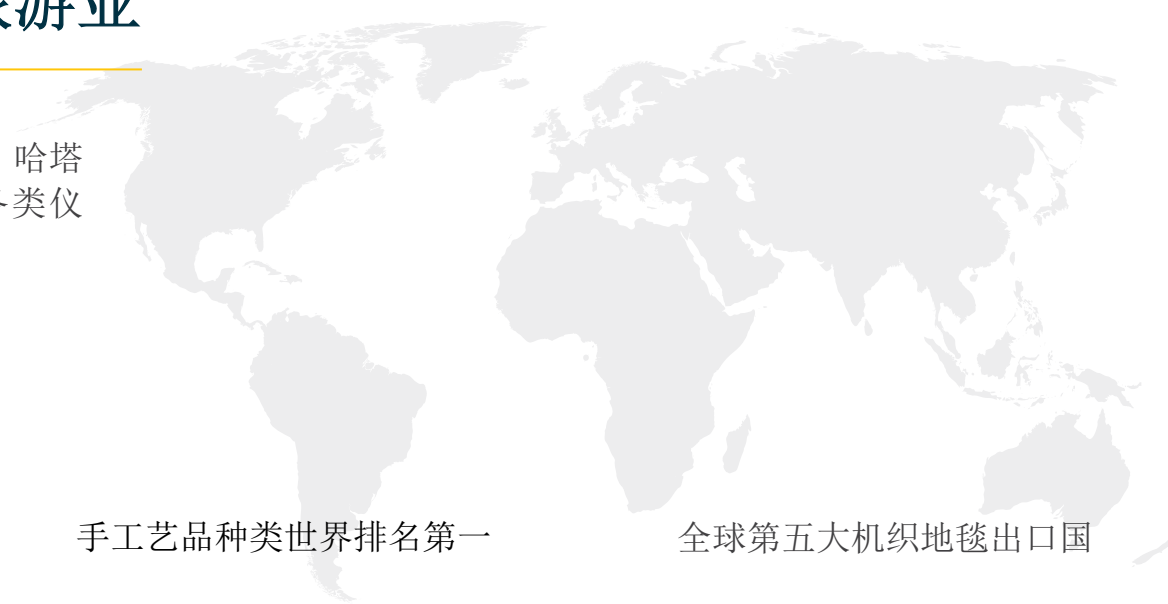 游业
哈塔
类仪
手工艺品种类世界排名第一
全球第五大机织地毯出口国